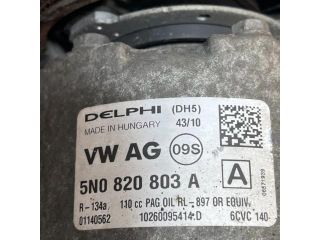 DELPHI (DH5)
MADE IN HUNGARY 43/10
VW AG 09S
5N0 820 803 A A
R-134a 110 cc PAG OIL RL-897 OR EQUIV.
01140562 10260095414-D 6CVC 140